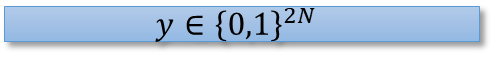 y ∈ {0,1}^{2N}